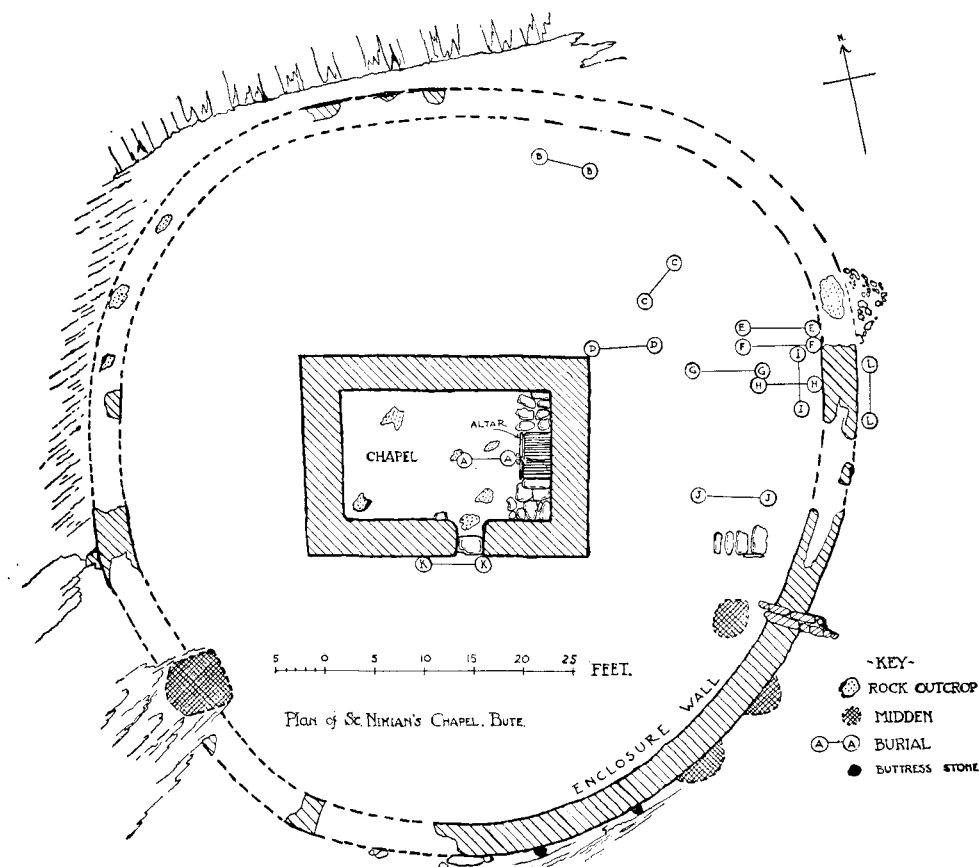 N.
B B
C
C
D D
E E
F F
I
G G
H H
I
L
L
ALTAR
CHAPEL
A A
J J
K K
5 0 5 10 15 20 25 FEET.
Plan of St. Ninian's Chapel, Bute.
ENCLOSURE WALL
-KEY-
ROCK OUTCROP
MIDDEN
A A BURIAL
BUTTRESS STONE